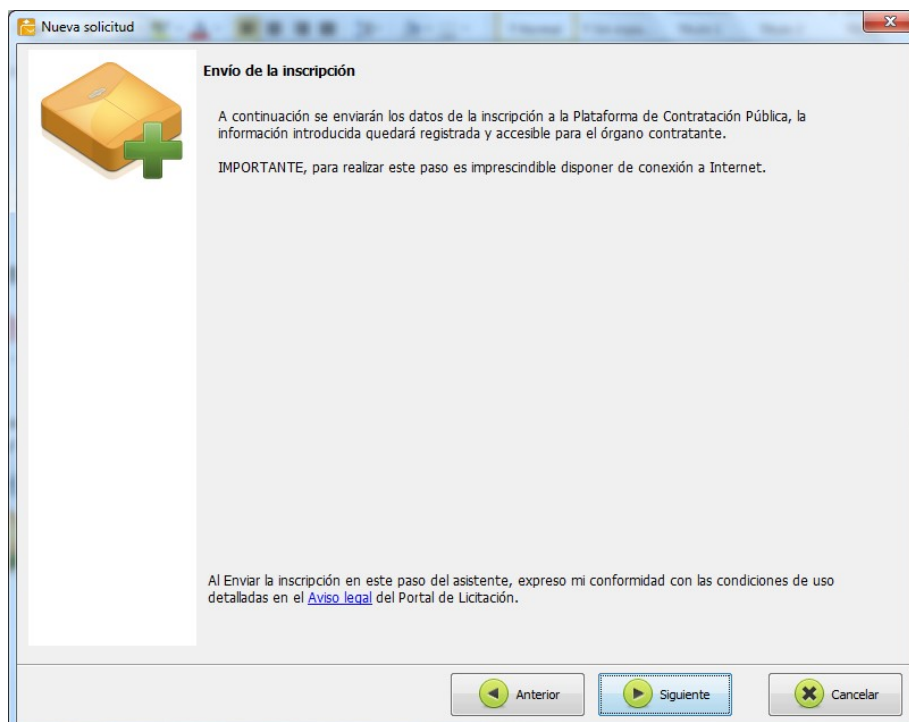 Nueva solicitud
Envío de la inscripción
A continuación se enviarán los datos de la inscripción a la Plataforma de Contratación Pública, la
información introducida quedará registrada y accesible para el órgano contratante.
IMPORTANTE, para realizar este paso es imprescindible disponer de conexión a Internet.
Al Enviar la inscripción en este paso del asistente, expreso mi conformidad con las condiciones de uso
detalladas en el Aviso legal del Portal de Licitación.
Anterior
Siguiente
Cancelar